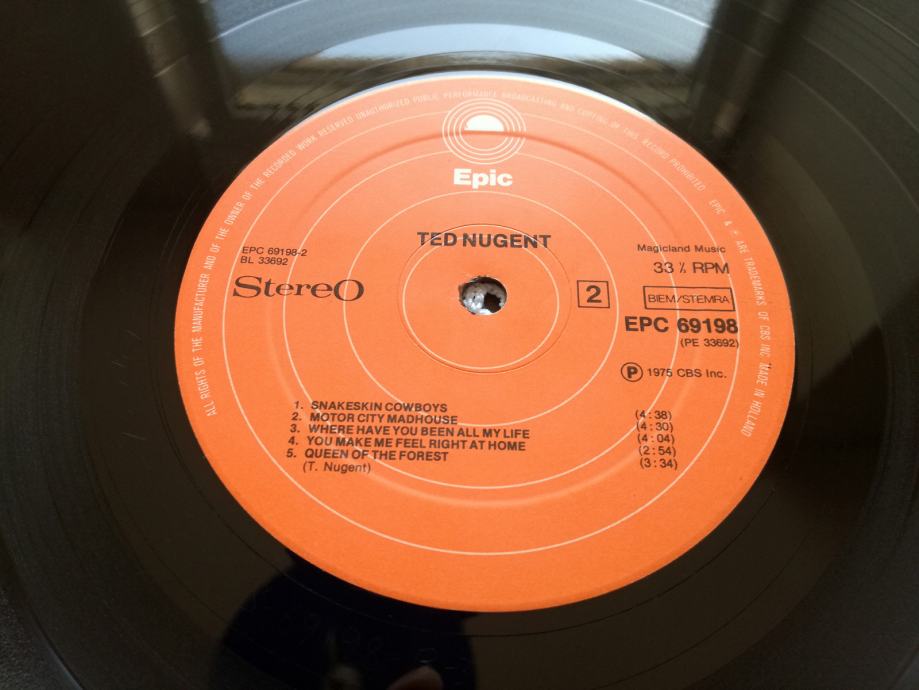 ALL RIGHTS OF THE MANUFACTURER AND OF THE OWNER OF THE RECORDED WORK RESERVED UNAUTHORIZED PUBLIC PERFORMANCE BROADCASTING AND COPYING OF THIS RECORD PROHIBITED EPIC & ARE TRADEMARKS OF CBS INC. MADE IN HOLLAND
Epic
TED NUGENT
EPC 69198-2
BL 33692
Stereo
2
Magicland Music
33 ⅓ RPM
BIEM/STEMRA
EPC 69198
(PE 33692)
Ⓟ 1975 CBS Inc.
1. SNAKESKIN COWBOYS (4:38)
2. MOTOR CITY MADHOUSE (4:30)
3. WHERE HAVE YOU BEEN ALL MY LIFE (4:04)
4. YOU MAKE ME FEEL RIGHT AT HOME (2:54)
5. QUEEN OF THE FOREST (3:34)
(T. Nugent)